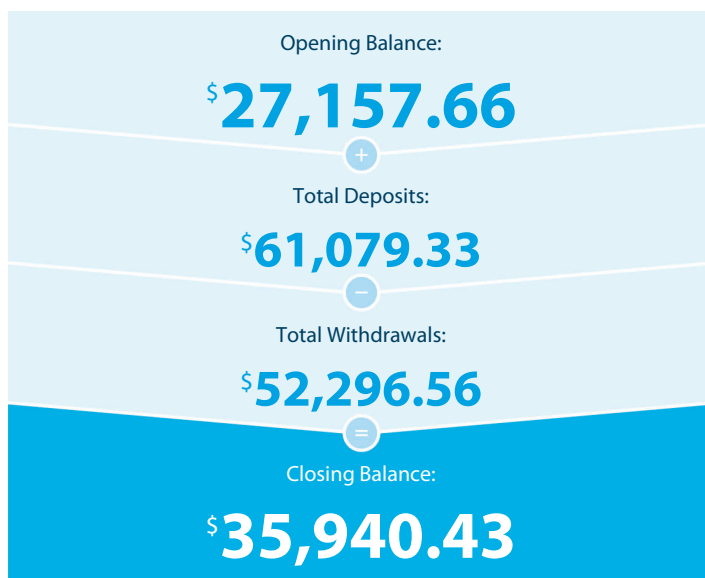 Opening Balance:
$27,157.66
+
Total Deposits:
$61,079.33
−
Total Withdrawals:
$52,296.56
=
Closing Balance:
$35,940.43